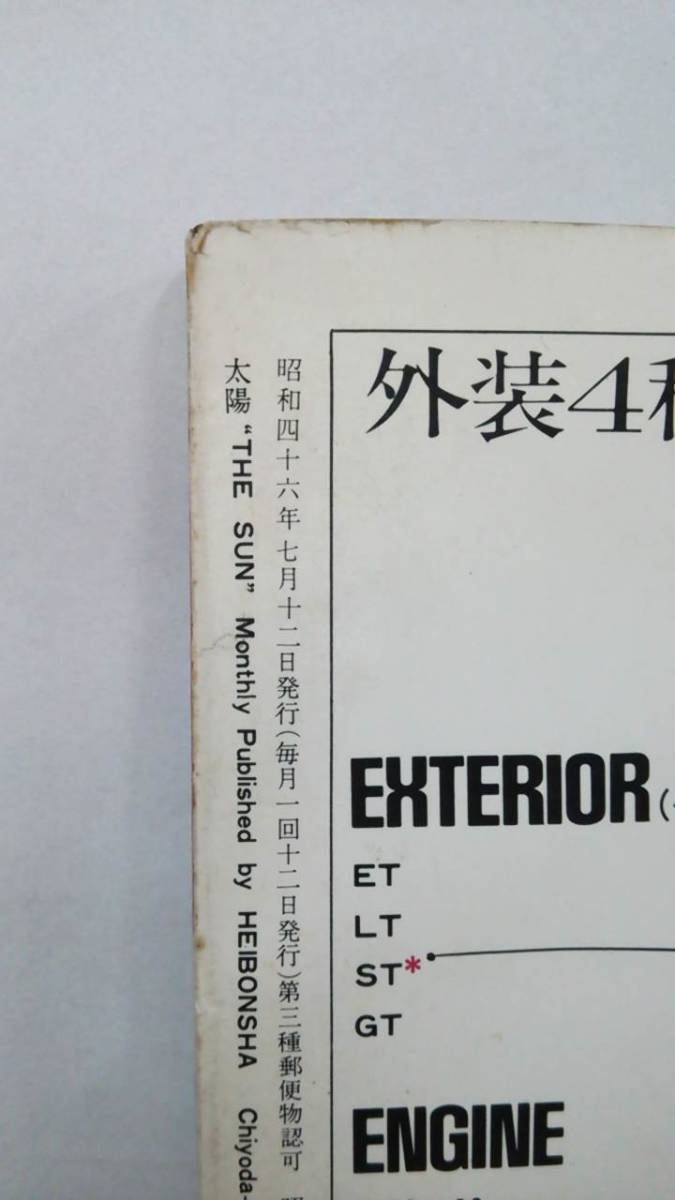 昭和四十六年七月十二日発行(毎月一回十二日発行)第三種郵便物認可
太陽 “THE SUN” Monthly Published by HEIBONSHA Chiyoda-
外装4
EXTERIOR
ET
LT
ST*
GT
ENGINE